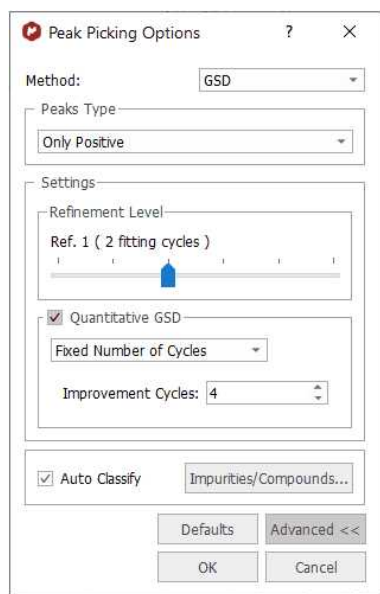 Peak Picking Options ? ×
Method: GSD
Peaks Type
Only Positive
Settings
Refinement Level
Ref. 1 ( 2 fitting cycles )
Quantitative GSD
Fixed Number of Cycles
Improvement Cycles: 4
Auto Classify Impurities/Compounds...
Defaults Advanced <<
OK Cancel